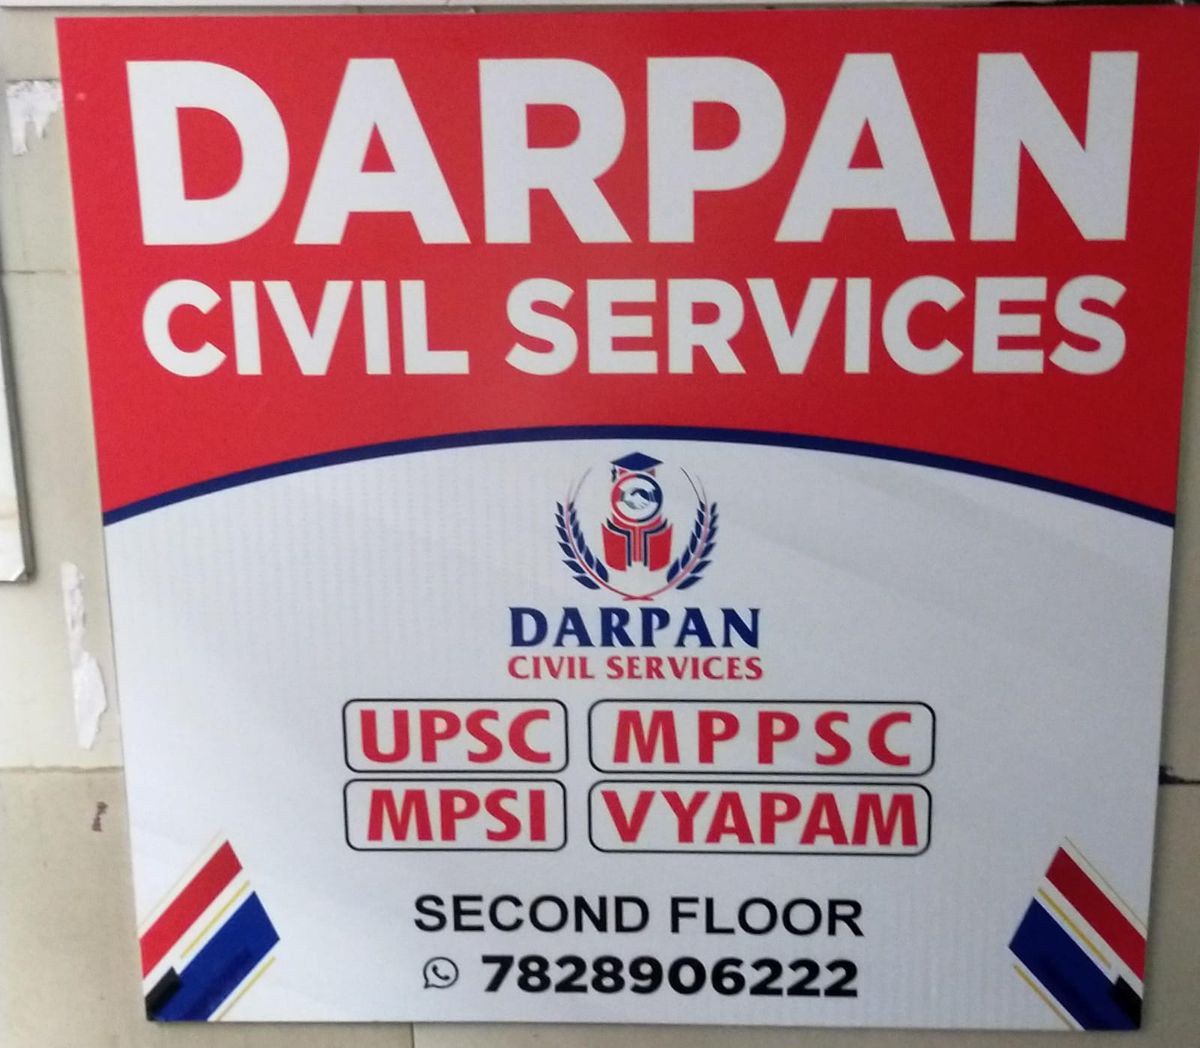 DARPAN
CIVIL SERVICES
DARPAN
CIVIL SERVICES
UPSC MPPSC
MPSI VYAPAM
SECOND FLOOR
7828906222